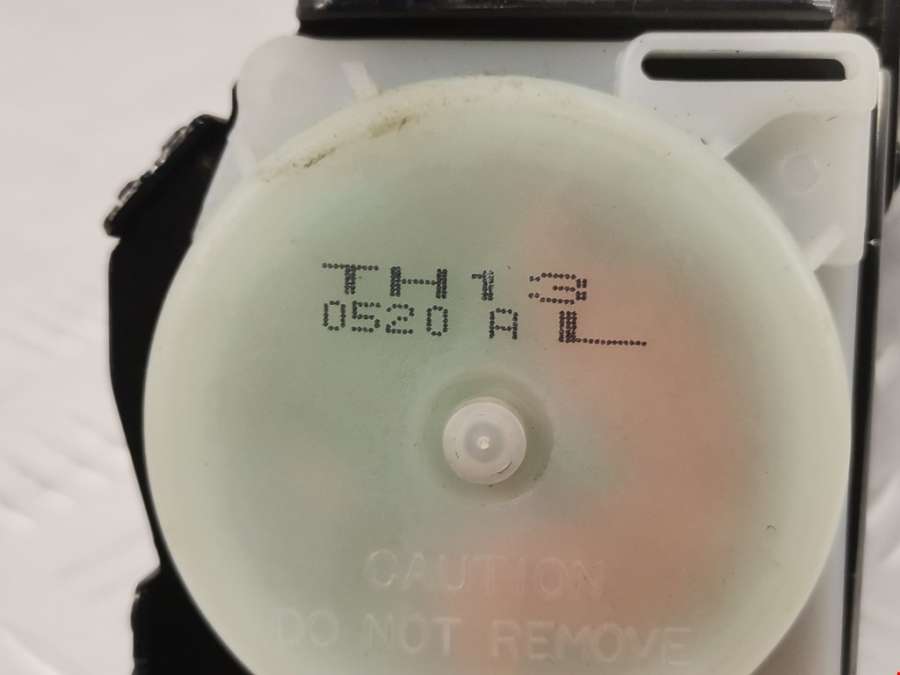 TH13
0520 A L
CAUTION
DO NOT REMOVE